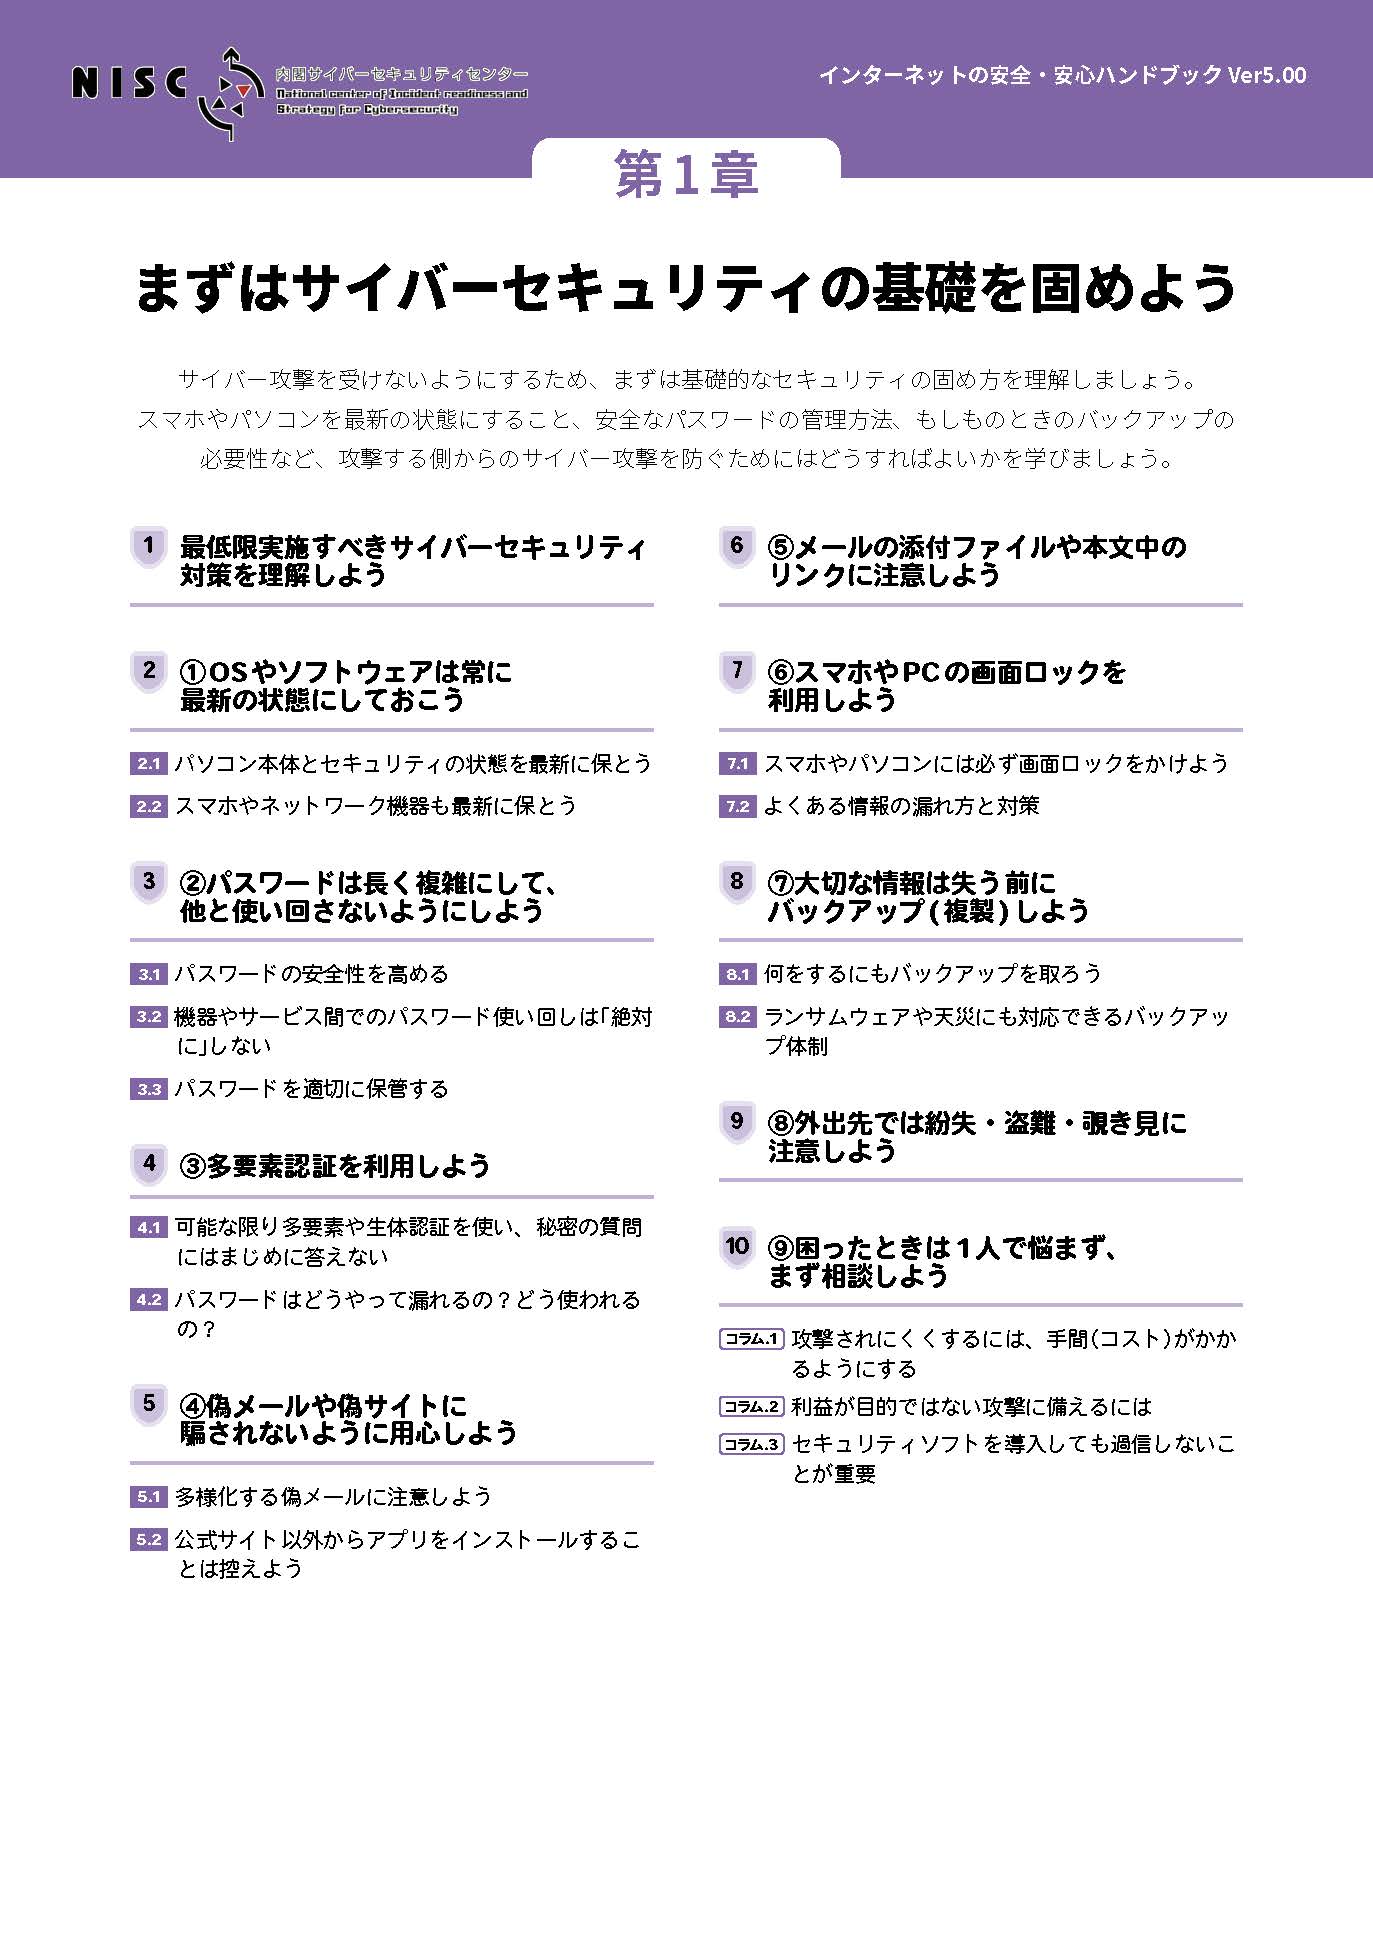 NISC
内閣サイバーセキュリティセンター
National center of Incident readiness and
Strategy for Cybersecurity
インターネットの安全・安心ハンドブック Ver5.00
第1章
まずはサイバーセキュリティの基礎を固めよう
サイバー攻撃を受けないようにするため、まずは基礎的なセキュリティの固め方を理解しましょう。
スマホやパソコンを最新の状態にすること、安全なパスワードの管理方法、もしものときのバックアップの
必要性など、攻撃する側からのサイバー攻撃を防ぐためにはどうすればよいかを学びましょう。
1 最低限実施すべきサイバーセキュリティ
対策を理解しよう
2 ①OSやソフトウェアは常に
最新の状態にしておこう
2.1 パソコン本体とセキュリティの状態を最新に保とう
2.2 スマホやネットワーク機器も最新に保とう
3 ②パスワードは長く複雑にして、
他と使い回さないようにしよう
3.1 パスワードの安全性を高める
3.2 機器やサービス間でのパスワード使い回しは「絶対
に」しない
3.3 パスワードを適切に保管する
4 ③多要素認証を利用しよう
4.1 可能な限り多要素や生体認証を使い、秘密の質問
にはまじめに答えない
4.2 パスワードはどうやって漏れるの？どう使われる
の？
5 ④偽メールや偽サイトに
騙されないように用心しよう
5.1 多様化する偽メールに注意しよう
5.2 公式サイト以外からアプリをインストールするこ
とは控えよう
6 ⑤メールの添付ファイルや本文中の
リンクに注意しよう
7 ⑥スマホやPCの画面ロックを
利用しよう
7.1 スマホやパソコンには必ず画面ロックをかけよう
7.2 よくある情報の漏れ方と対策
8 ⑦大切な情報は失う前に
バックアップ(複製)しよう
8.1 何をするにもバックアップを取ろう
8.2 ランサムウェアや天災にも対応できるバックアッ
プ体制
9 ⑧外出先では紛失・盗難・覗き見に
注意しよう
10 ⑨困ったときは1人で悩まず、
まず相談しよう
コラム.1 攻撃されにくくするには、手間(コスト)がかか
るようにする
コラム.2 利益が目的ではない攻撃に備えるには
コラム.3 セキュリティソフトを導入しても過信しないこ
とが重要